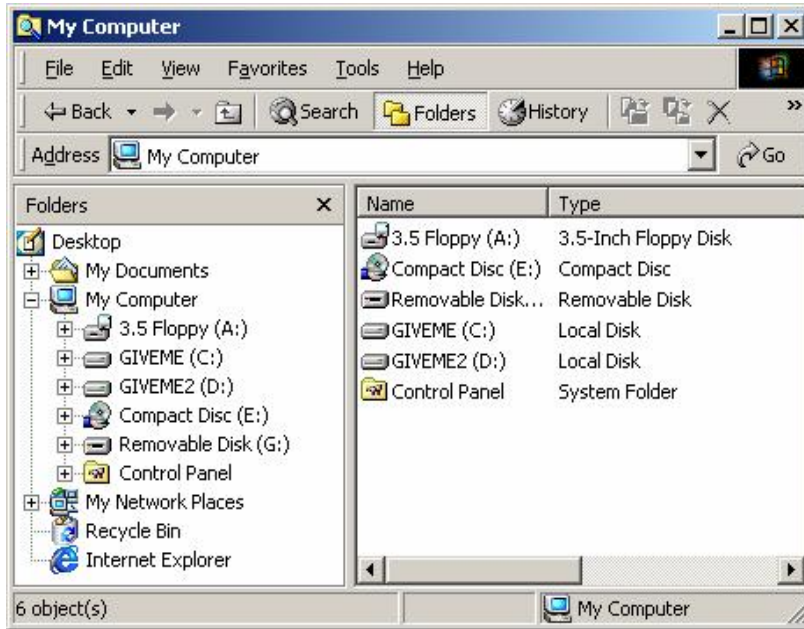 My Computer
File Edit View Favorites Tools Help
Back Search Folders History »
Address My Computer Go
Folders
Desktop
My Documents
My Computer
3.5 Floppy (A:)
GIVEME (C:)
GIVEME2 (D:)
Compact Disc (E:)
Removable Disk (G:)
Control Panel
My Network Places
Recycle Bin
Internet Explorer
Name Type
3.5 Floppy (A:) 3.5-Inch Floppy Disk
Compact Disc (E:) Compact Disc
Removable Disk... Removable Disk
GIVEME (C:) Local Disk
GIVEME2 (D:) Local Disk
Control Panel System Folder
6 object(s) My Computer